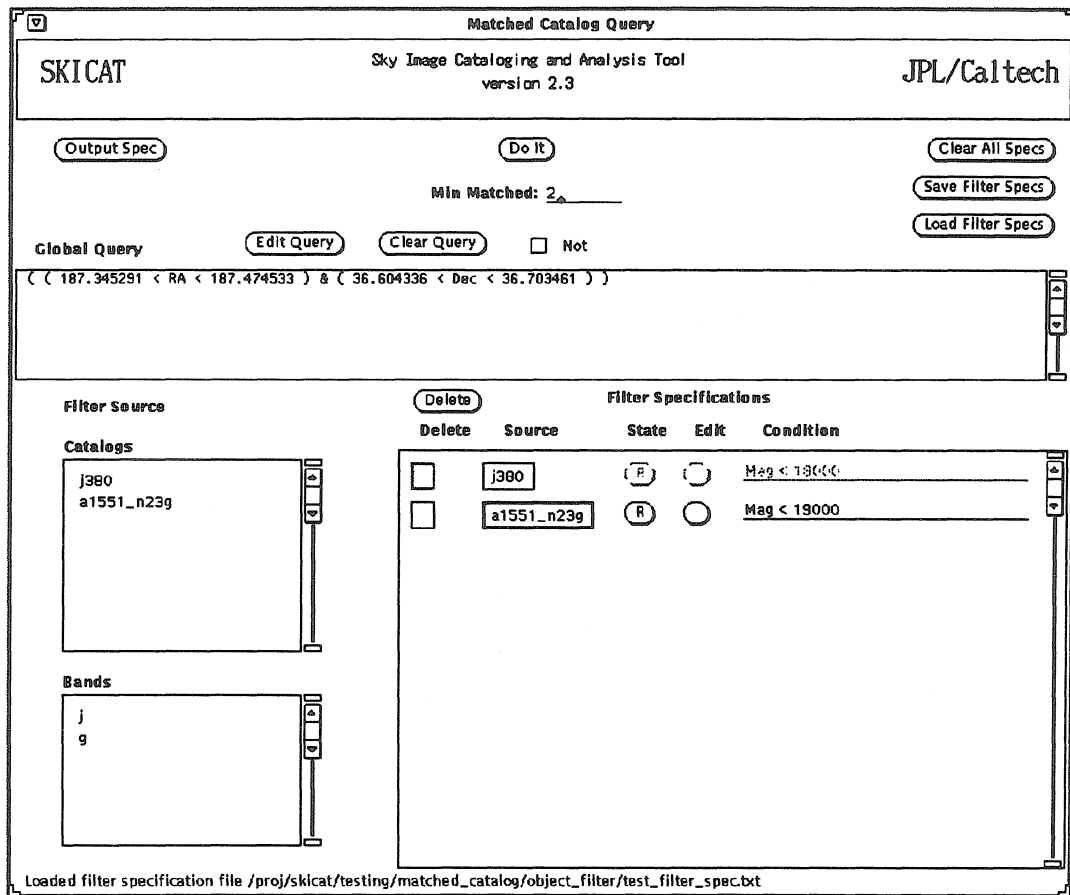 Matched Catalog Query
SKICAT
Sky Image Cataloging and Analysis Tool
version 2.3
JPL/Caltech
Output Spec
Do It
Clear All Specs
Min Matched: 2
Save Filter Specs
Load Filter Specs
Global Query
Edit Query
Clear Query
Not
( ( 187.345291 < RA < 187.474533 ) & ( 36.604336 < Dec < 36.703461 ) )
Filter Source
Catalogs
j380
a1551_n23g
Bands
j
g
Delete
Filter Specifications
Delete Source State Edit Condition
j380 R Mag <
a1551_n23g R Mag < 19000
Loaded filter specification file /proj/skicat/testing/matched_catalog/object_filter/test_filter_spec.txt